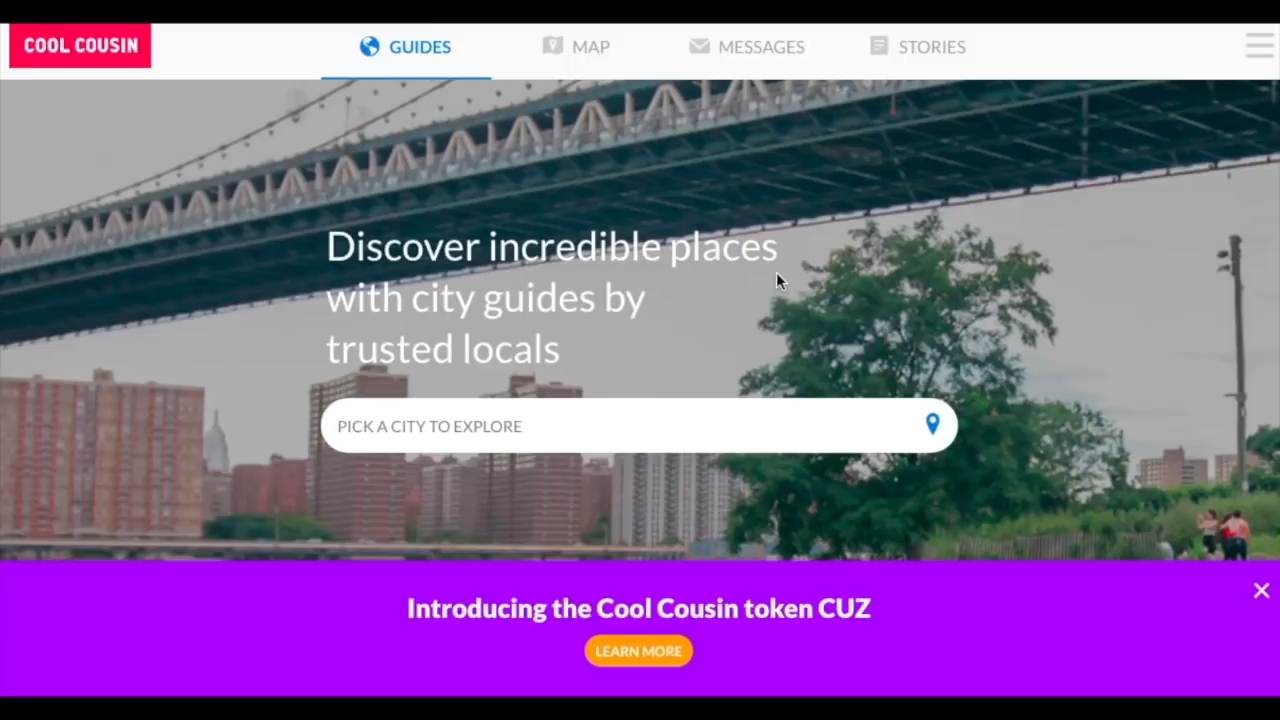 COOL COUSIN
GUIDES
MAP
MESSAGES
STORIES
Discover incredible places
with city guides by
trusted locals
PICK A CITY TO EXPLORE
Introducing the Cool Cousin token CUZ
LEARN MORE